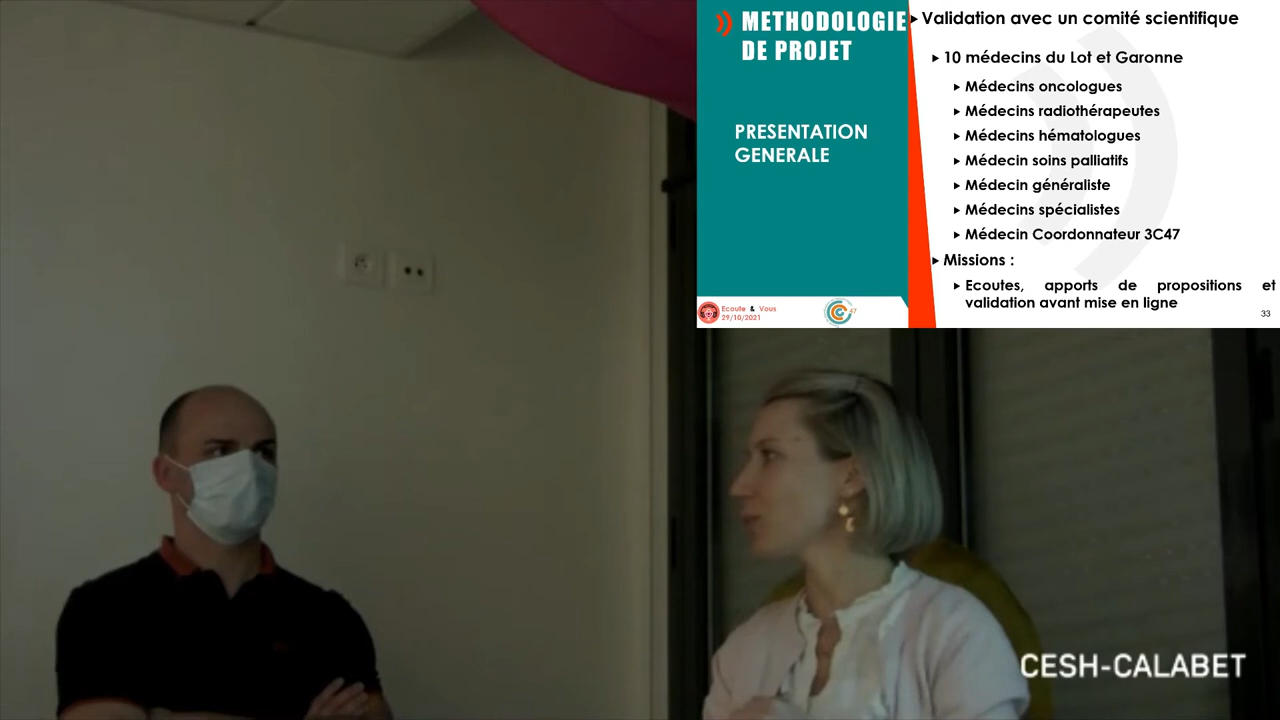 METHODOLOGIE
DE PROJET
PRESENTATION
GENERALE
Validation avec un comité scientifique
10 médecins du Lot et Garonne
Médecins oncologues
Médecins radiothérapeutes
Médecins hématologues
Médecin soins palliatifs
Médecin généraliste
Médecins spécialistes
Médecin Coordonnateur 3C47
Missions :
Ecoutes, apports de propositions et
validation avant mise en ligne
Ecoute & Vous
29/10/2021
47
33
CESH-CALABET